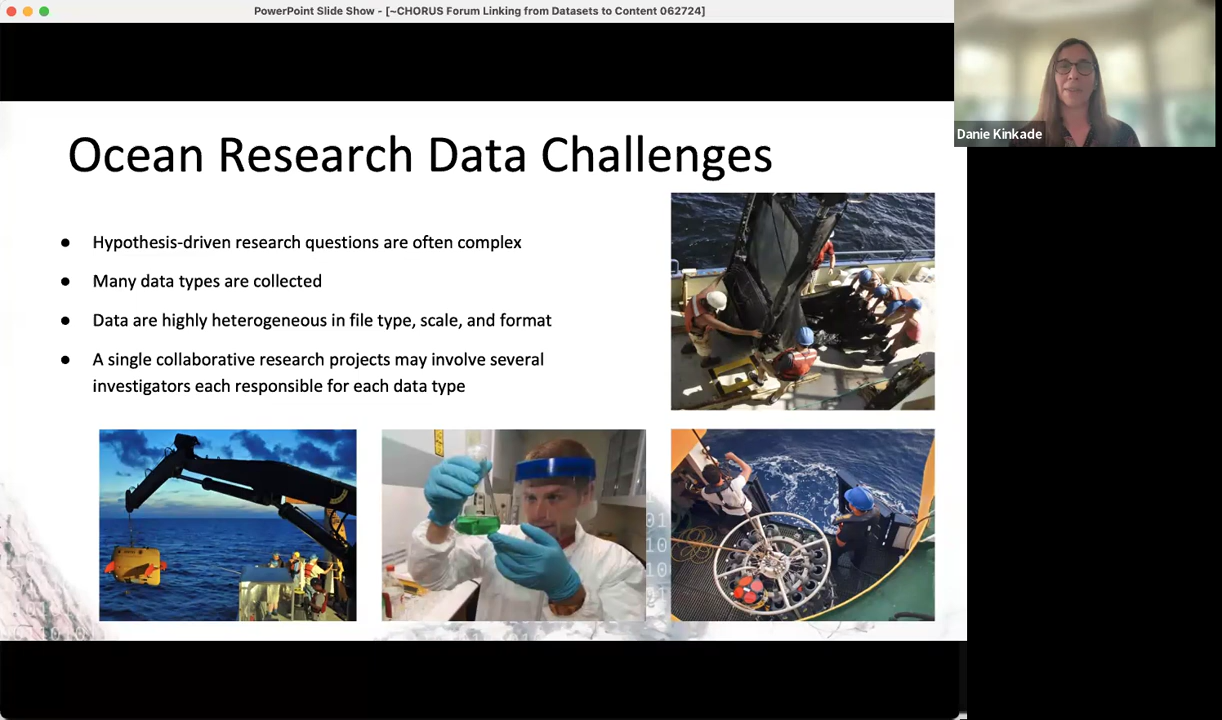 PowerPoint Slide Show - [~CHORUS Forum Linking from Datasets to Content 062724]
Danie Kinkade
Ocean Research Data Challenges
● Hypothesis-driven research questions are often complex
● Many data types are collected
● Data are highly heterogeneous in file type, scale, and format
● A single collaborative research projects may involve several
investigators each responsible for each data type